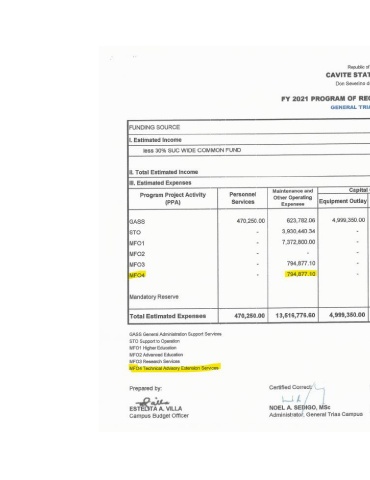 Republic of
CAVITE STAT
Don Severino d
FY 2021 PROGRAM OF REC
GENERAL TRIA
FUNDING SOURCE
I. Estimated Income
less 30% SUC WIDE COMMON FUND
II. Total Estimated Income
III. Estimated Expenses
Program Project Activity (PPA) Personnel Services Maintenance and Other Operating Expenses Capital Equipment Outlay
GASS 470,250.00 623,782.06 4,999,350.00
STO - 3,930,440.34 -
MFO1 - 7,372,800.00 -
MFO2 - - -
MFO3 - 794,877.10 -
MFO4 - 794,877.10 -
Mandatory Reserve
Total Estimated Expenses 470,250.00 13,516,776.60 4,999,350.00
GASS General Administration Support Services
STO Support to Operation
MFO1 Higher Education
MFO2 Advanced Education
MFO3 Research Services
MFO4 Technical Advisory Extension Services
Prepared by: Certified Correct:
ESTELITA A. VILLA NOEL A. SEDIGO, MSc
Campus Budget Officer Administrator, General Trias Campus